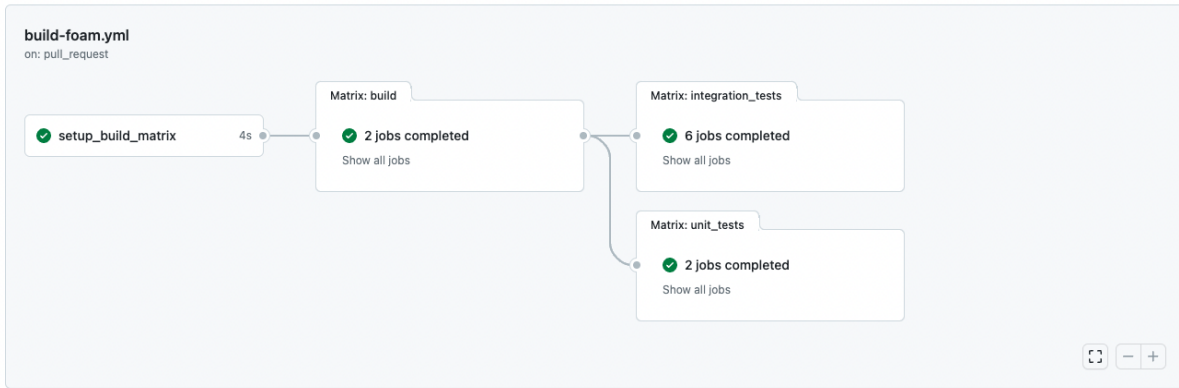 build-foam.yml
on: pull_request
setup_build_matrix 4s
Matrix: build
2 jobs completed
Show all jobs
Matrix: integration_tests
6 jobs completed
Show all jobs
Matrix: unit_tests
2 jobs completed
Show all jobs